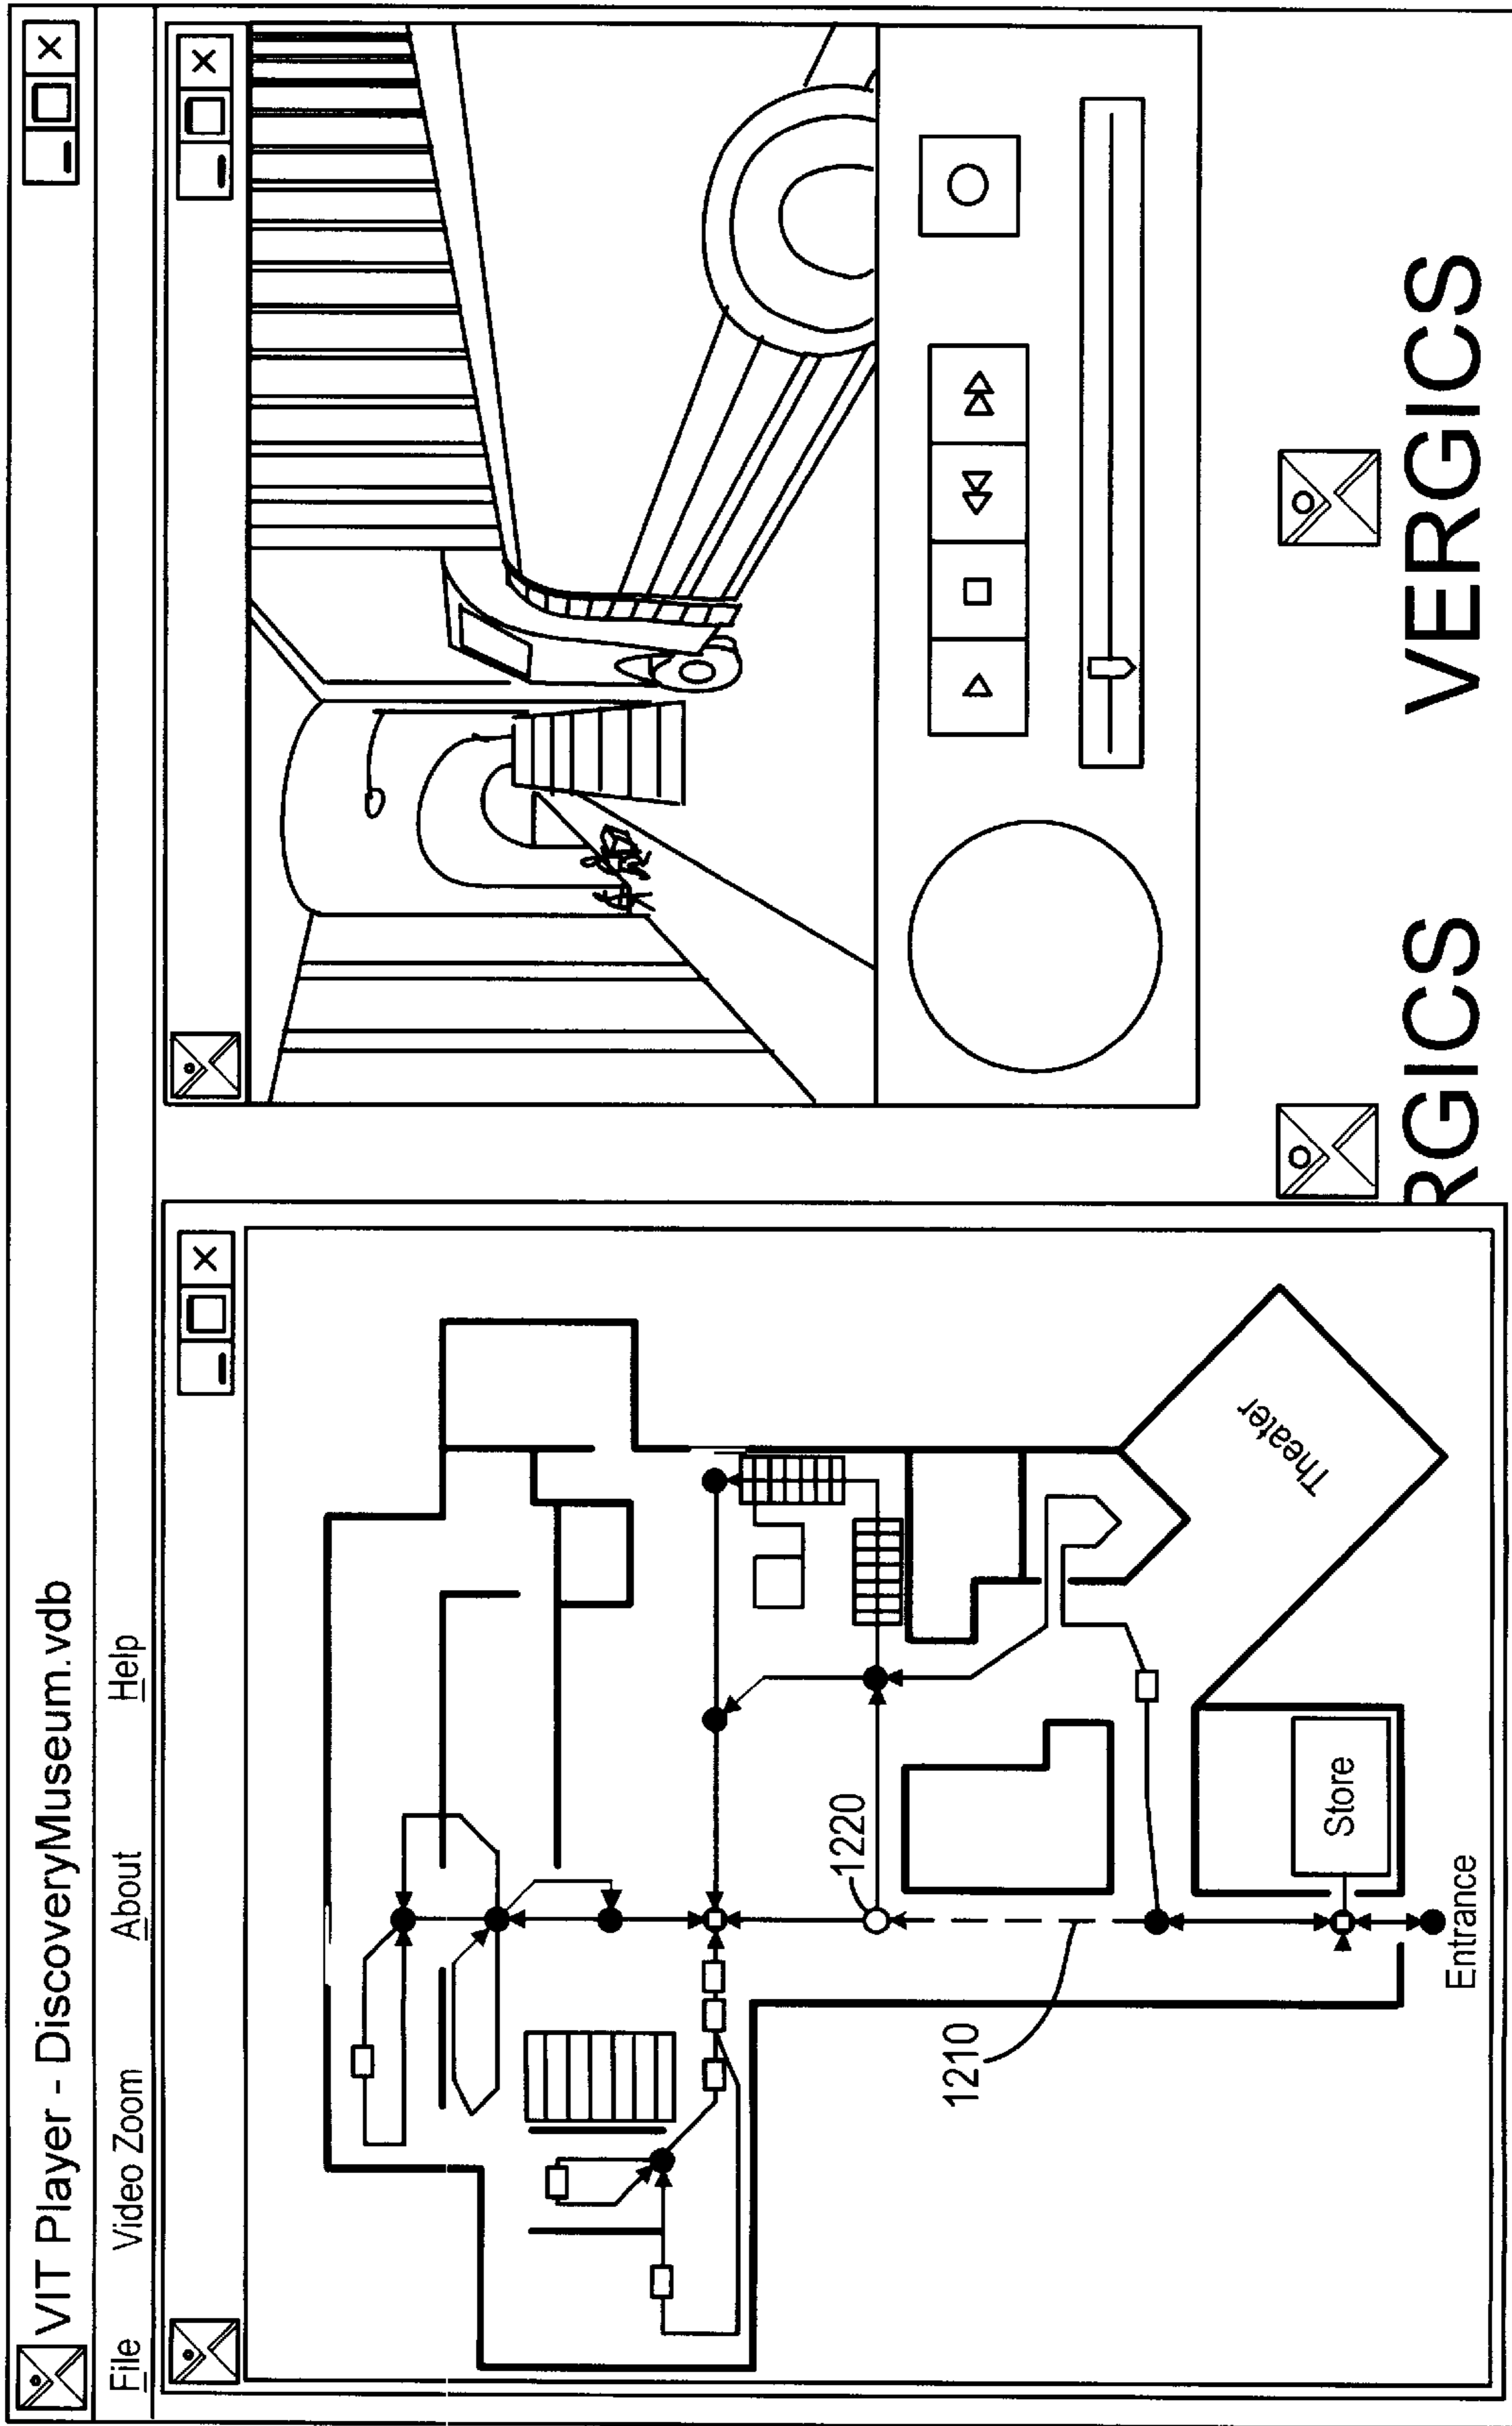 VIT Player - DiscoveryMuseum.vdb
File Video Zoom About Help
1220
1210
Theater
Store
Entrance
RGICS VERGICS